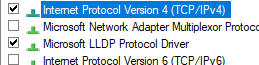 Internet Protocol Version 4 (TCP/IPv4)
Microsoft Network Adapter Multiplexor Protocol
Microsoft LLDP Protocol Driver
Internet Protocol Version 6 (TCP/IPv6)